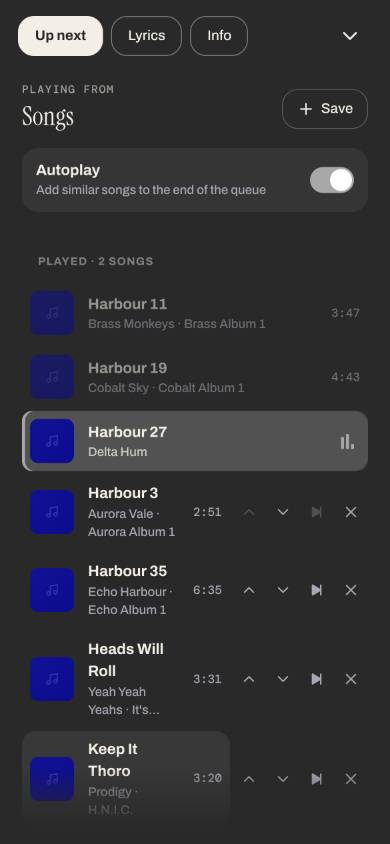 Up next
Lyrics
Info
PLAYING FROM
Songs
Save
Autoplay
Add similar songs to the end of the queue
PLAYED · 2 SONGS
Harbour 11
Brass Monkeys · Brass Album 1
3:47
Harbour 19
Cobalt Sky · Cobalt Album 1
4:43
Harbour 27
Delta Hum
Harbour 3
Aurora Vale ·
Aurora Album 1
2:51
Harbour 35
Echo Harbour ·
Echo Album 1
6:35
Heads Will
Roll
Yeah Yeah
Yeahs · It's...
3:31
Keep It
Thoro
Prodigy ·
H.N.I.C.
3:20